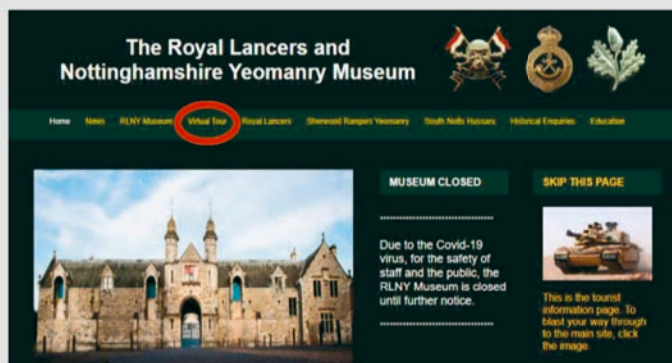 The Royal Lancers and
Nottinghamshire Yeomanry Museum
Home News RLNY Museum Virtual Tour Royal Lancers Sherwood Rangers Yeomanry South Notts Hussars Historical Enquiries Education
MUSEUM CLOSED
Due to the Covid-19
virus, for the safety of
staff and the public, the
RLNY Museum is closed
until further notice.
SKIP THIS PAGE
This is the tourist
information page. To
blast your way through
to the main site, click
the image.